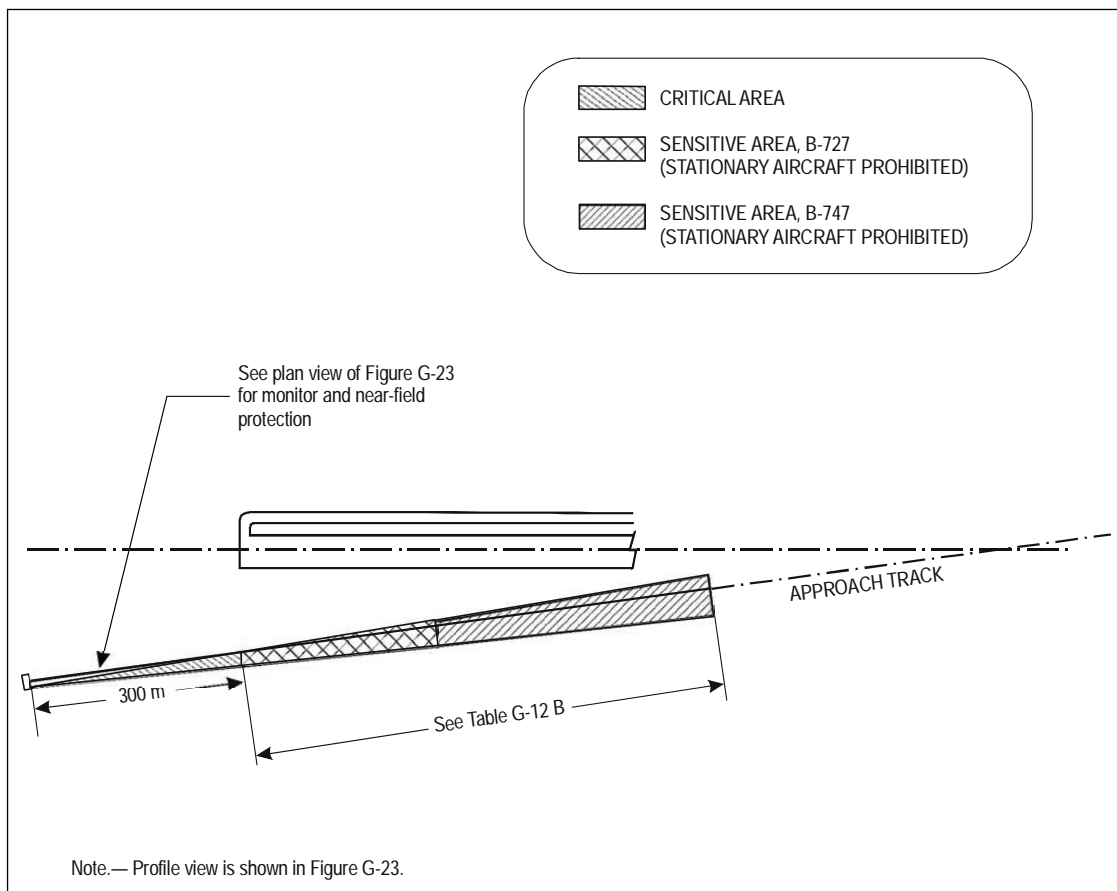 CRITICAL AREA
SENSITIVE AREA, B-727
(STATIONARY AIRCRAFT PROHIBITED)
SENSITIVE AREA, B-747
(STATIONARY AIRCRAFT PROHIBITED)
See plan view of Figure G-23
for monitor and near-field
protection
APPROACH TRACK
300 m
See Table G-12 B
Note.— Profile view is shown in Figure G-23.